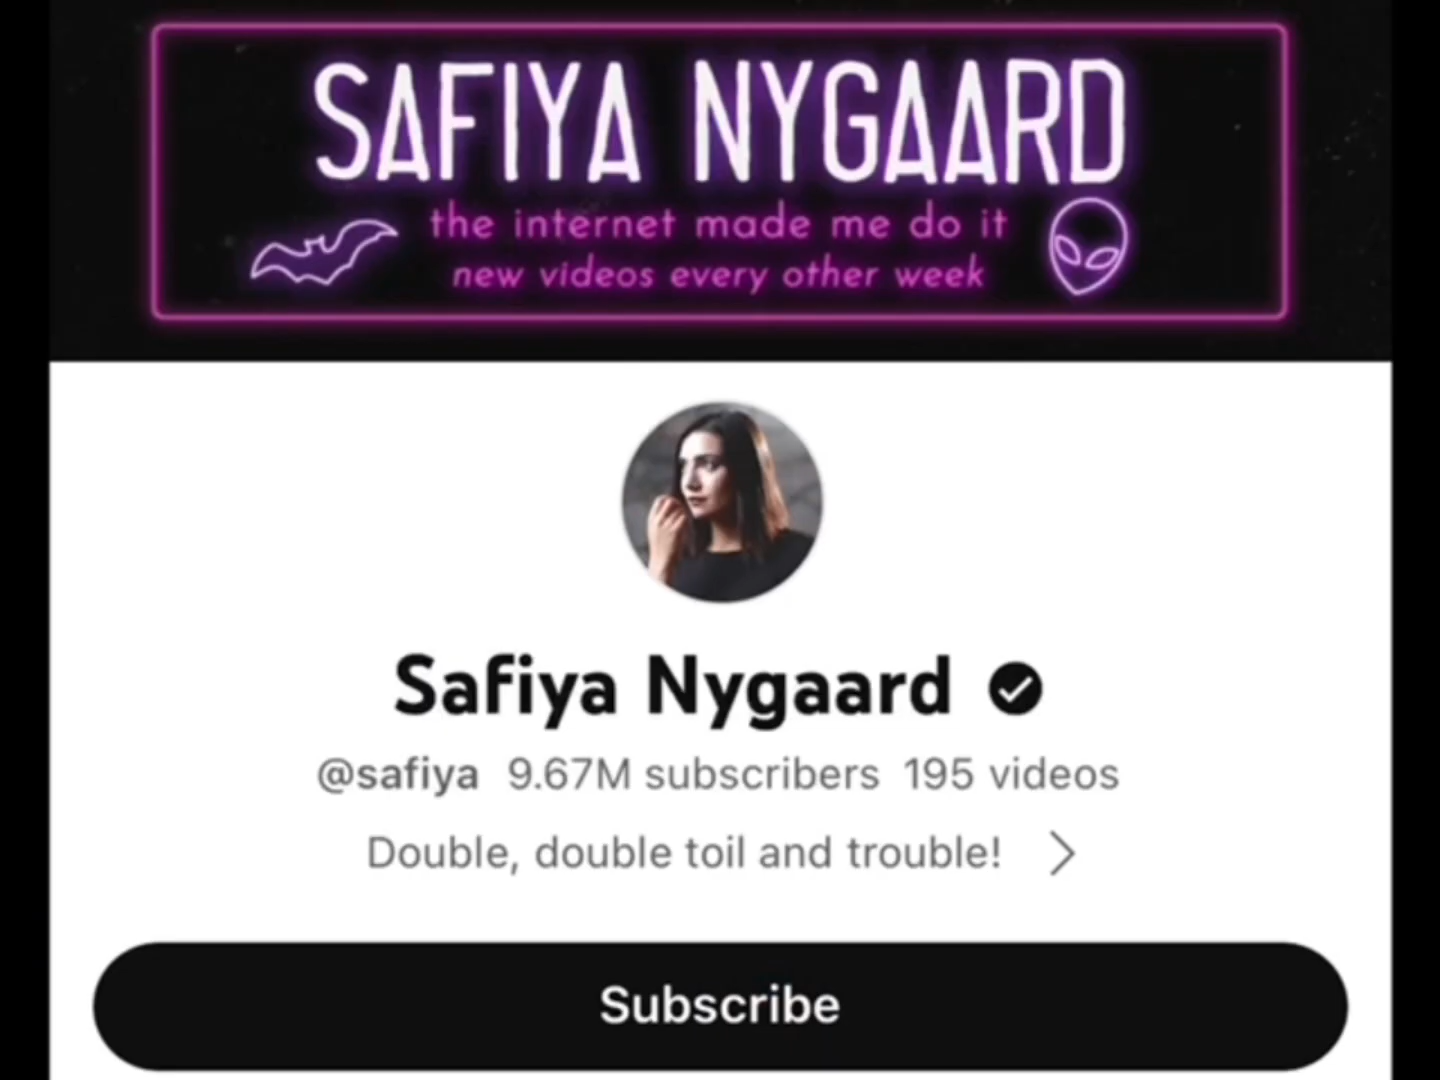 SAFIYA NYGAARD
the internet made me do it
new videos every other week
Safiya Nygaard
@safiya 9.67M subscribers 195 videos
Double, double toil and trouble!
Subscribe